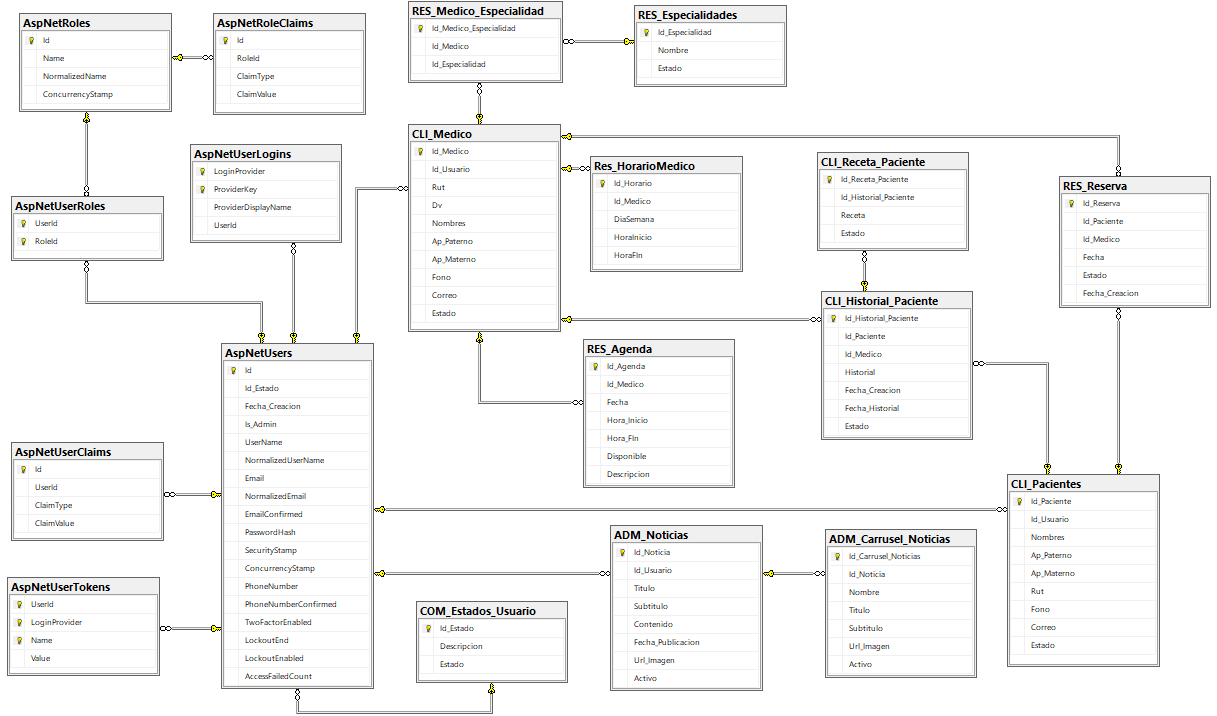 AspNetRoles
Id
Name
NormalizedName
ConcurrencyStamp
AspNetRoleClaims
Id
RoleId
ClaimType
ClaimValue
RES_Medico_Especialidad
Id_Medico_Especialidad
Id_Medico
Id_Especialidad
RES_Especialidades
Id_Especialidad
Nombre
Estado
AspNetUserLogins
LoginProvider
ProviderKey
ProviderDisplayName
UserId
AspNetUserRoles
UserId
RoleId
CLI_Medico
Id_Medico
Id_Usuario
Rut
Dv
Nombres
Ap_Paterno
Ap_Materno
Fono
Correo
Estado
Res_HorarioMedico
Id_Horario
Id_Medico
DiaSemana
HoraInicio
HoraFIn
CLI_Receta_Paciente
Id_Receta_Paciente
Id_Historial_Paciente
Receta
Estado
RES_Reserva
Id_Reserva
Id_Paciente
Id_Medico
Fecha
Estado
Fecha_Creacion
CLI_Historial_Paciente
Id_Historial_Paciente
Id_Paciente
Id_Medico
Historial
Fecha_Creacion
Fecha_Historial
Estado
RES_Agenda
Id_Agenda
Id_Medico
Fecha
Hora_Inicio
Hora_FIn
Disponible
Descripcion
AspNetUsers
Id
Id_Estado
Fecha_Creacion
Is_Admin
UserName
NormalizedUserName
Email
NormalizedEmail
EmailConfirmed
PasswordHash
SecurityStamp
ConcurrencyStamp
PhoneNumber
PhoneNumberConfirmed
TwoFactorEnabled
LockoutEnd
LockoutEnabled
AccessFailedCount
AspNetUserClaims
Id
UserId
ClaimType
ClaimValue
AspNetUserTokens
UserId
LoginProvider
Name
Value
COM_Estados_Usuario
Id_Estado
Descripcion
Estado
ADM_Noticias
Id_Noticia
Id_Usuario
Titulo
Subtitulo
Contenido
Fecha_Publicacion
Url_Imagen
Activo
ADM_Carrusel_Noticias
Id_Carrusel_Noticias
Id_Noticia
Nombre
Titulo
Subtitulo
Url_Imagen
Activo
CLI_Pacientes
Id_Paciente
Id_Usuario
Nombres
Ap_Paterno
Ap_Materno
Rut
Fono
Correo
Estado